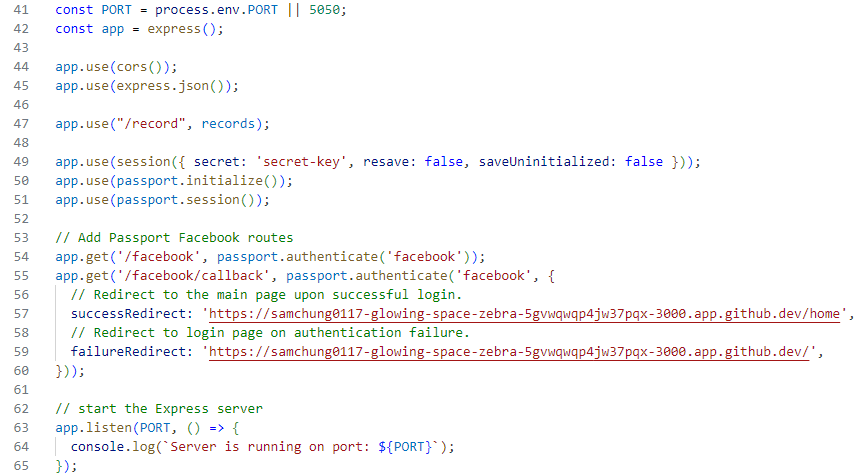 41 const PORT = process.env.PORT || 5050;
42 const app = express();
43
44 app.use(cors());
45 app.use(express.json());
46
47 app.use("/record", records);
48
49 app.use(session({ secret: 'secret-key', resave: false, saveUninitialized: false }));
50 app.use(passport.initialize());
51 app.use(passport.session());
52
53 // Add Passport Facebook routes
54 app.get('/facebook', passport.authenticate('facebook'));
55 app.get('/facebook/callback', passport.authenticate('facebook', {
56   // Redirect to the main page upon successful login.
57   successRedirect: 'https://samchung0117-glowing-space-zebra-5gvwqwqp4jw37pqx-3000.app.github.dev/home',
58   // Redirect to login page on authentication failure.
59   failureRedirect: 'https://samchung0117-glowing-space-zebra-5gvwqwqp4jw37pqx-3000.app.github.dev/',
60 }));
61
62 // start the Express server
63 app.listen(PORT, () => {
64   console.log(`Server is running on port: ${PORT}`);
65 });